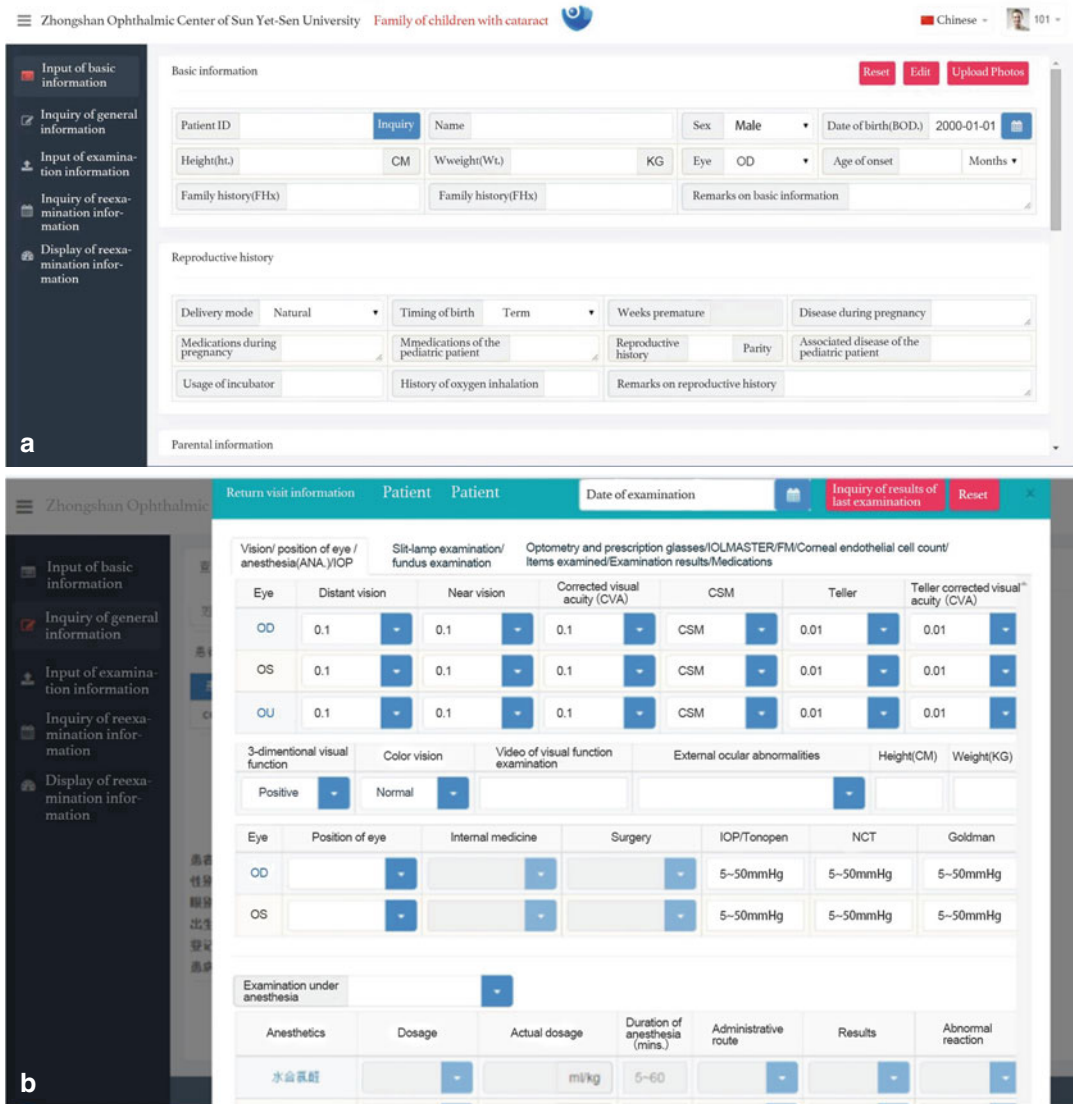 Zhongshan Ophthalmic Center of Sun Yet-Sen University Family of children with cataract Chinese 101
Input of basic
information
Inquiry of general
information
Input of examina-
tion information
Inquiry of reexa-
mination infor-
mation
Display of reexa-
mination infor-
mation
Basic information Reset Edit Upload Photos
Patient ID Inquiry Name Sex Male Date of birth(BOD.) 2000-01-01
Height(ht.) CM Wweight(Wt.) KG Eye OD Age of onset Months
Family history(FHx) Family history(FHx) Remarks on basic information
Reproductive history
Delivery mode Natural Timing of birth Term Weeks premature Disease during pregnancy
Medications during
pregnancy
Mmedications of the
pediatric patient
Reproductive
history
Parity
Associated disease of the
pediatric patient
Usage of incubator History of oxygen inhalation Remarks on reproductive history
Parental information
a
Zhongshan Ophthalmic
Input of basic
information
Inquiry of general
information
Input of examina-
tion information
Inquiry of reexa-
mination infor-
mation
Display of reexa-
mination infor-
mation
患者
性别
眼别
出生
登记
患病
Return visit information Patient Patient Date of examination
Inquiry of results of
last examination
Reset ×
Vision/ position of eye /
anesthesia(ANA.)/IOP
Slit-lamp examination/
fundus examination
Optometry and prescription glasses/IOLMASTER/FM/Corneal endothelial cell count/
Items examined/Examination results/Medications
Eye Distant vision Near vision
Corrected visual
acuity (CVA)
CSM Teller
Teller corrected visual
acuity (CVA)
OD 0.1 0.1 0.1 CSM 0.01 0.01
OS 0.1 0.1 0.1 CSM 0.01 0.01
OU 0.1 0.1 0.1 CSM 0.01 0.01
3-dimentional visual
function
Color vision
Video of visual function
examination
External ocular abnormalities Height(CM) Weight(KG)
Positive Normal
Eye Position of eye Internal medicine Surgery IOP/Tonopen NCT Goldman
OD 5~50mmHg 5~50mmHg 5~50mmHg
OS 5~50mmHg 5~50mmHg 5~50mmHg
Examination under
anesthesia
Anesthetics Dosage Actual dosage
Duration of
anesthesia
(mins.)
Administrative
route
Results
Abnormal
reaction
水合氯醛 ml/kg 5~60
b